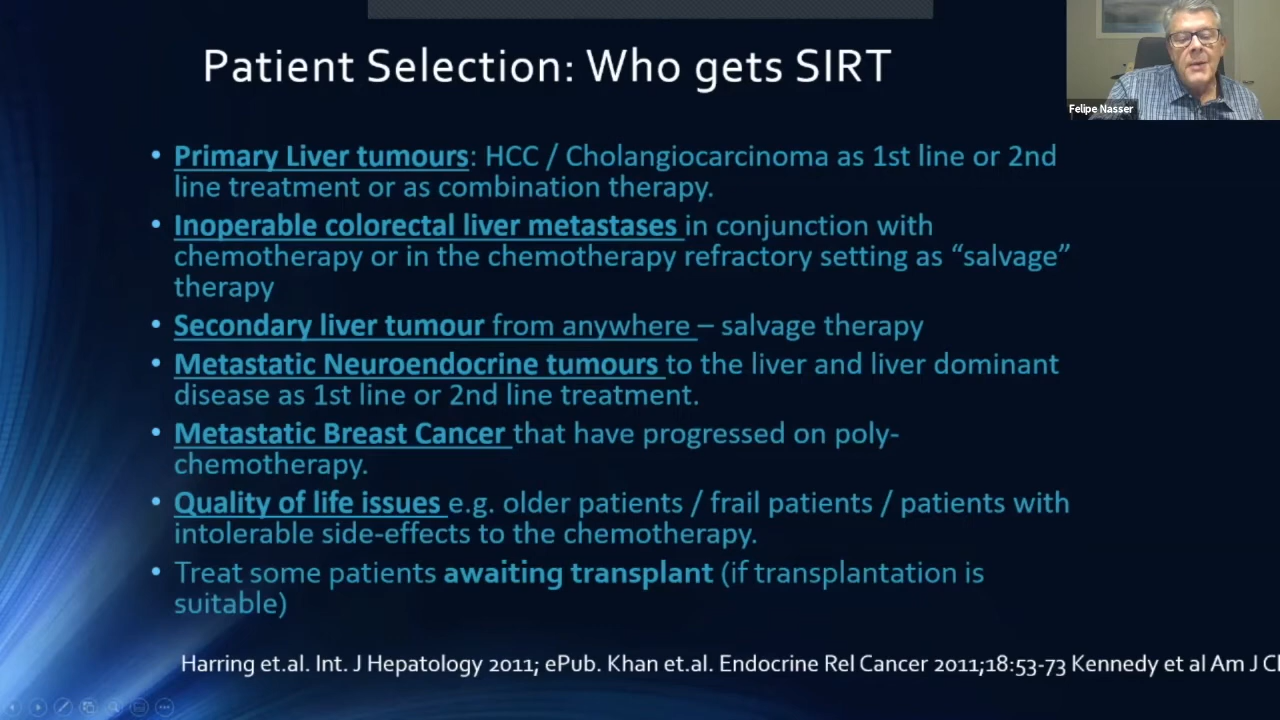 Patient Selection: Who gets SIRT
Felipe Nasser
• Primary Liver tumours: HCC / Cholangiocarcinoma as 1st line or 2nd
line treatment or as combination therapy.
• Inoperable colorectal liver metastases in conjunction with
chemotherapy or in the chemotherapy refractory setting as “salvage”
therapy
• Secondary liver tumour from anywhere – salvage therapy
• Metastatic Neuroendocrine tumours to the liver and liver dominant
disease as 1st line or 2nd line treatment.
• Metastatic Breast Cancer that have progressed on poly-
chemotherapy.
• Quality of life issues e.g. older patients / frail patients / patients with
intolerable side-effects to the chemotherapy.
• Treat some patients awaiting transplant (if transplantation is
suitable)
Harring et.al. Int. J Hepatology 2011; ePub. Khan et.al. Endocrine Rel Cancer 2011;18:53-73 Kennedy et al Am J